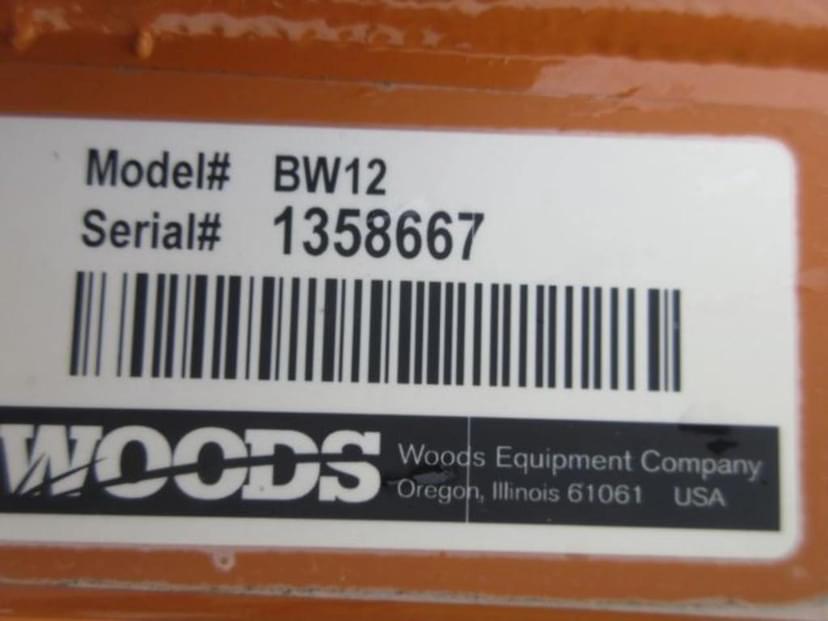 Model# BW12
Serial# 1358667
WOODS
Woods Equipment Company
Oregon, Illinois 61061 USA